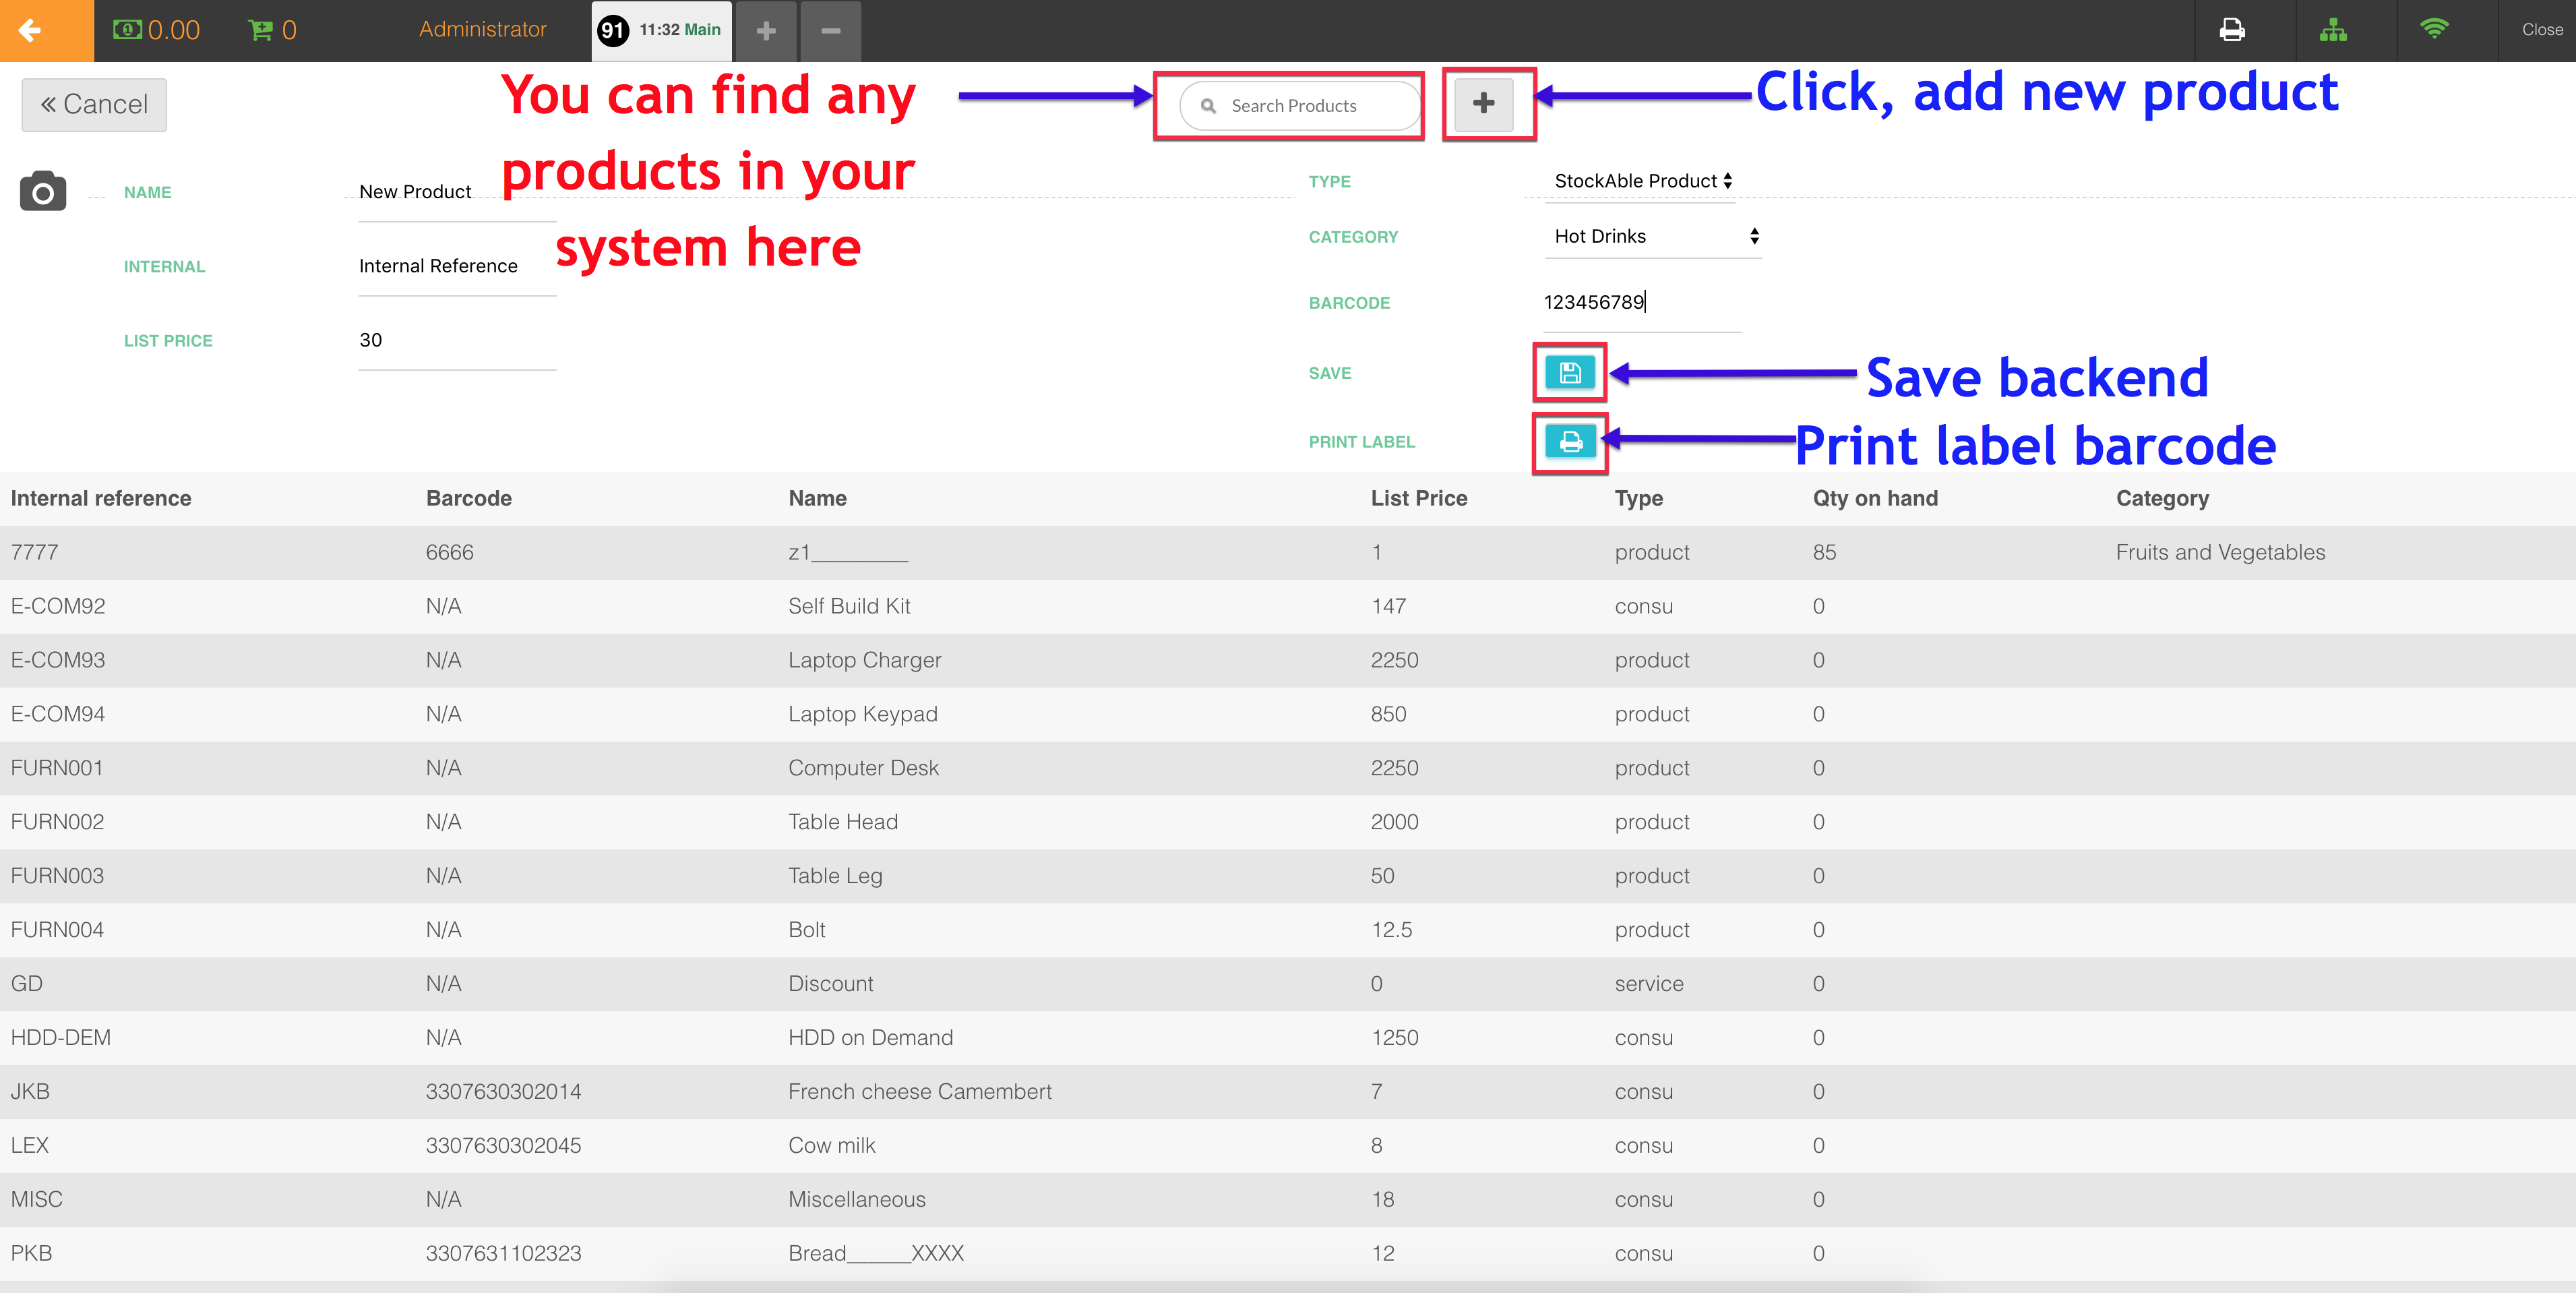 0.00 0 Administrator 91 11:32 Main Close
« Cancel
You can find any
products in your
system here
Search Products
Click, add new product
NAME New Product
INTERNAL Internal Reference
LIST PRICE 30
TYPE StockAble Product
CATEGORY Hot Drinks
BARCODE 123456789
SAVE
Save backend
PRINT LABEL
Print label barcode
Internal reference Barcode Name List Price Type Qty on hand Category
7777 6666 z1_________ 1 product 85 Fruits and Vegetables
E-COM92 N/A Self Build Kit 147 consu 0
E-COM93 N/A Laptop Charger 2250 product 0
E-COM94 N/A Laptop Keypad 850 product 0
FURN001 N/A Computer Desk 2250 product 0
FURN002 N/A Table Head 2000 product 0
FURN003 N/A Table Leg 50 product 0
FURN004 N/A Bolt 12.5 product 0
GD N/A Discount 0 service 0
HDD-DEM N/A HDD on Demand 1250 consu 0
JKB 3307630302014 French cheese Camembert 7 consu 0
LEX 3307630302045 Cow milk 8 consu 0
MISC N/A Miscellaneous 18 consu 0
PKB 3307631102323 Bread______XXXX 12 consu 0